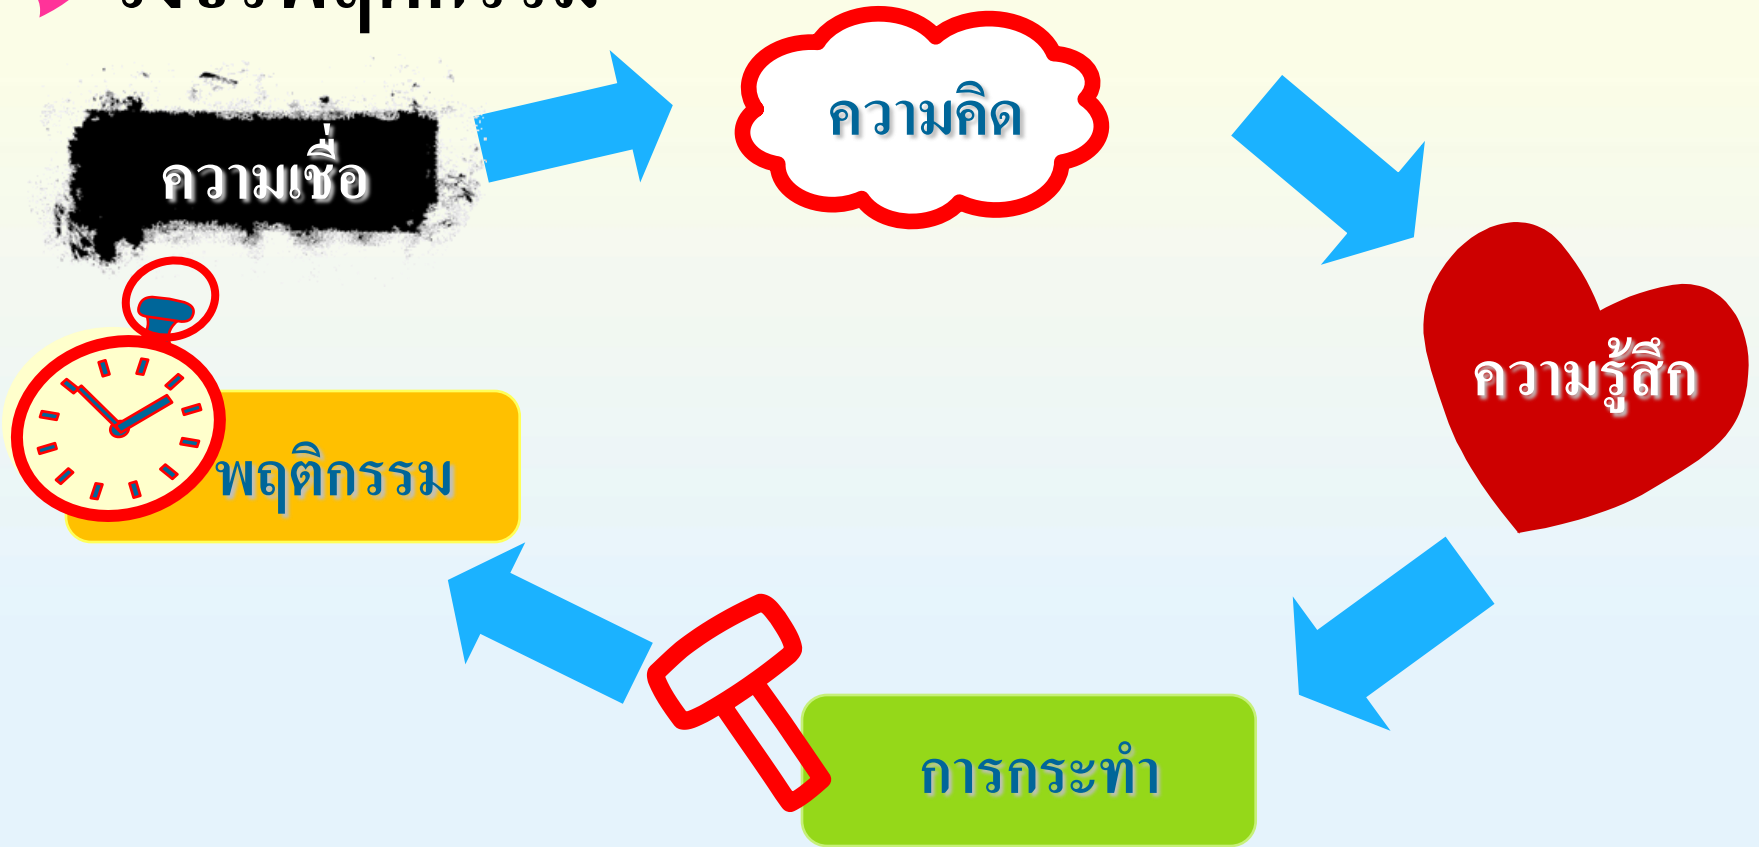 ความเชื่อ
ความคิด
ความรู้สึก
การกระทำ
พฤติกรรม